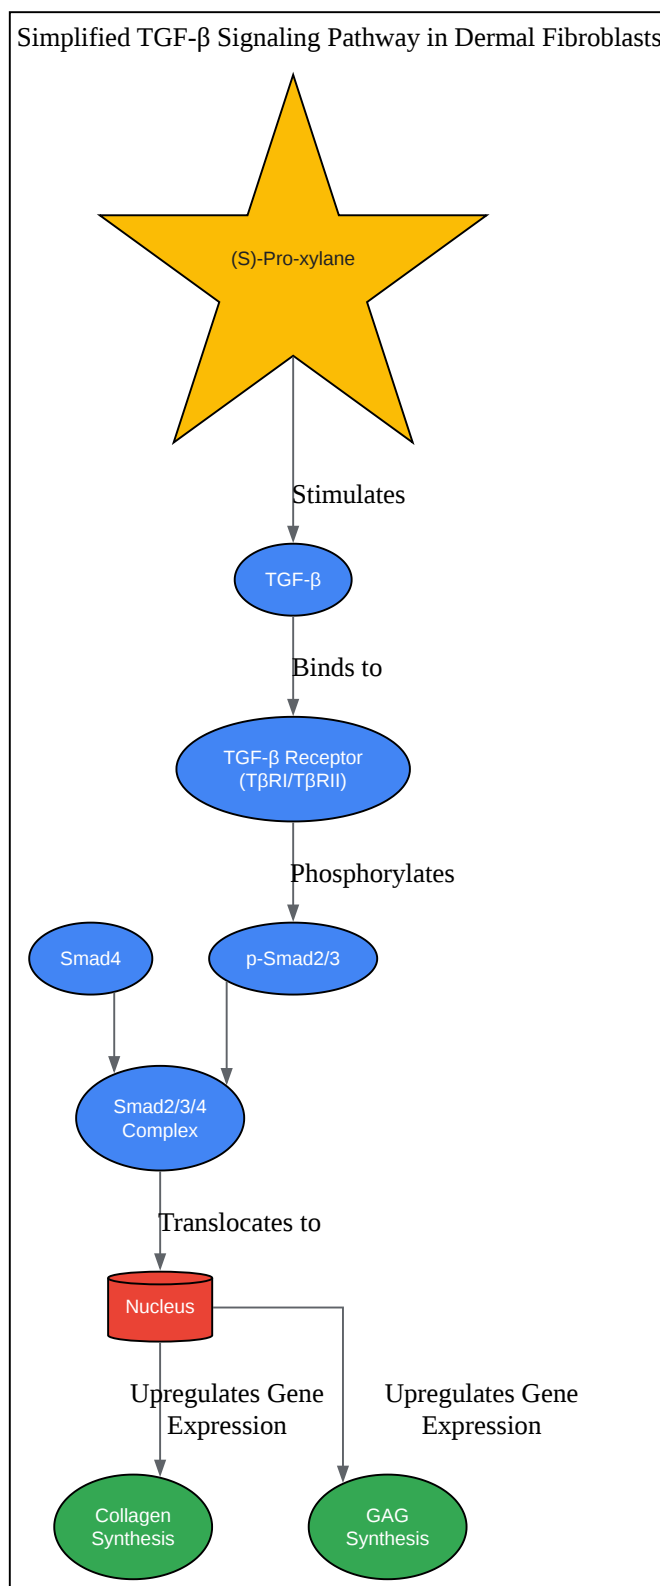 Simplified TGF-β Signaling Pathway in Dermal Fibroblasts
(S)-Pro-xylane
Stimulates
TGF-β
Binds to
TGF-β Receptor
(TβRI/TβRII)
Phosphorylates
Smad4
p-Smad2/3
Smad2/3/4
Complex
Translocates to
Nucleus
Upregulates Gene
Expression
Upregulates Gene
Expression
Collagen
Synthesis
GAG
Synthesis